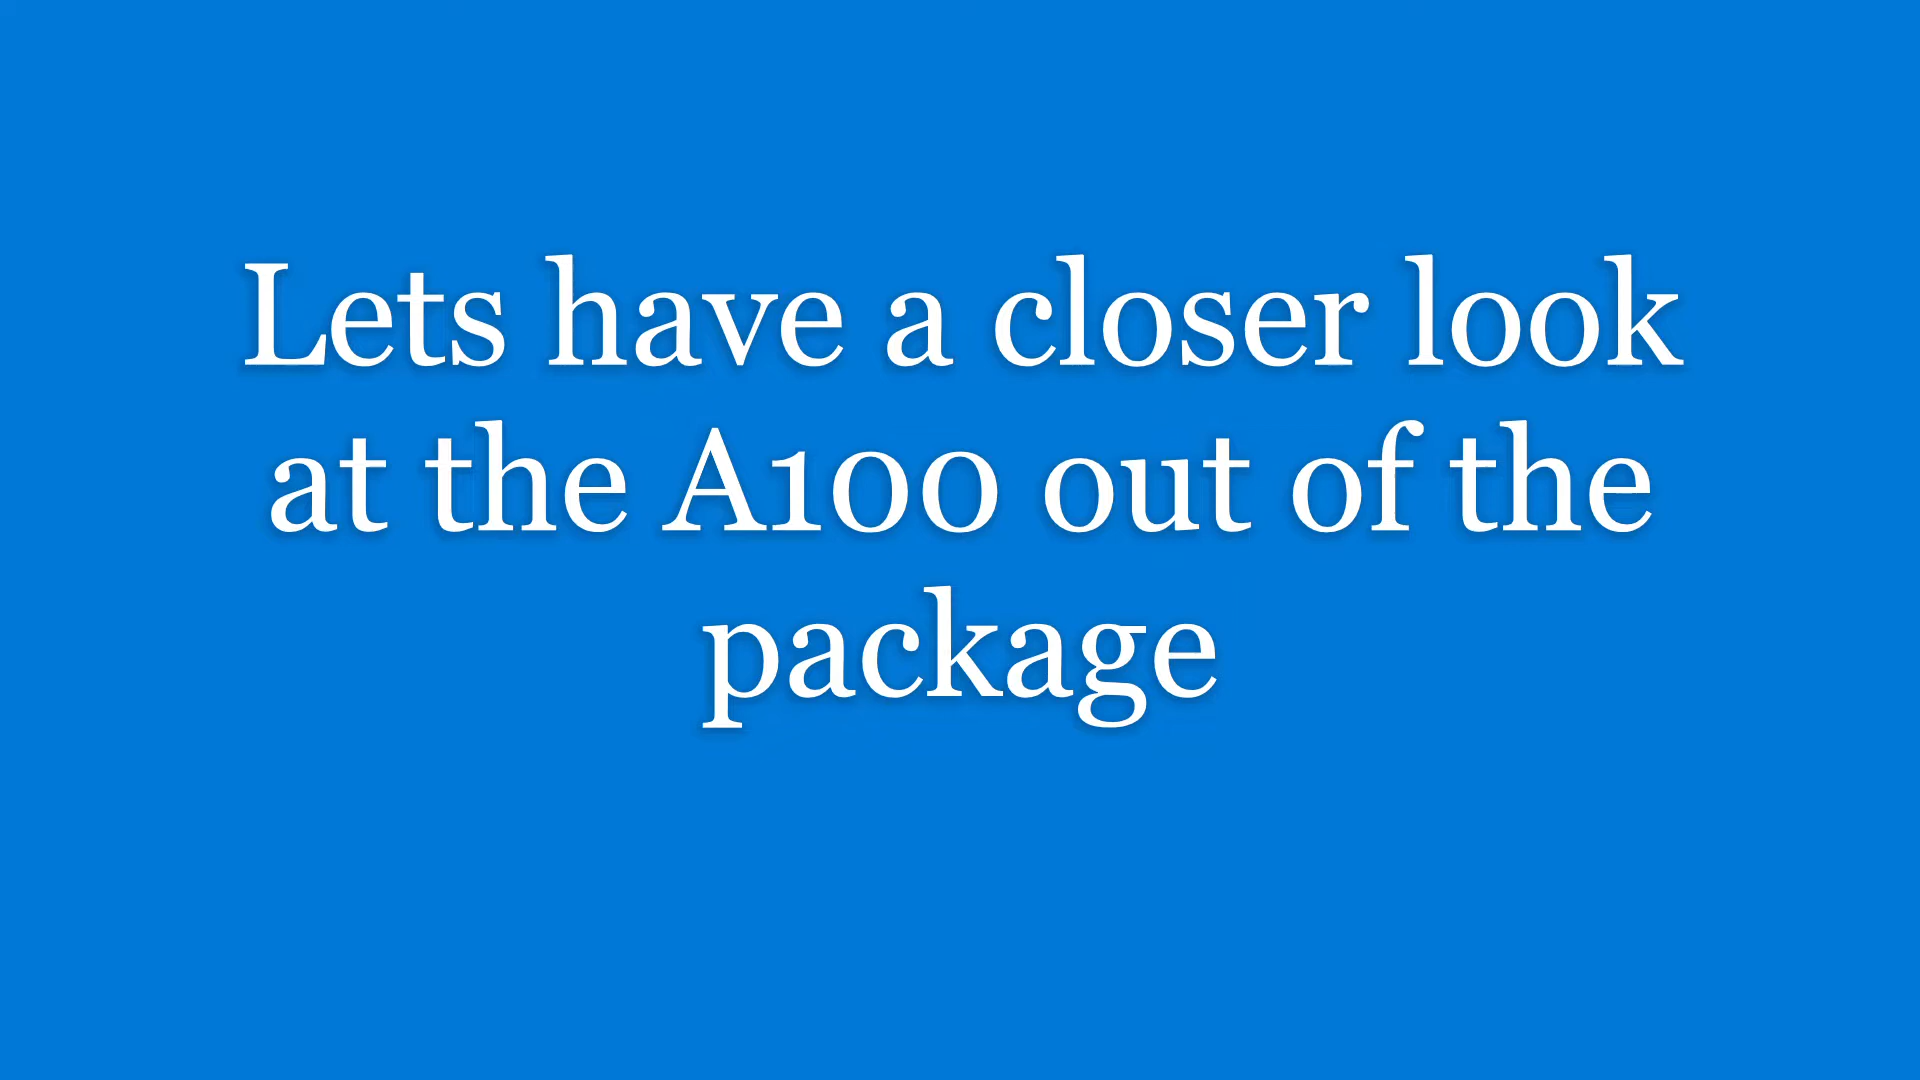 Lets have a closer look
at the A100 out of the
package